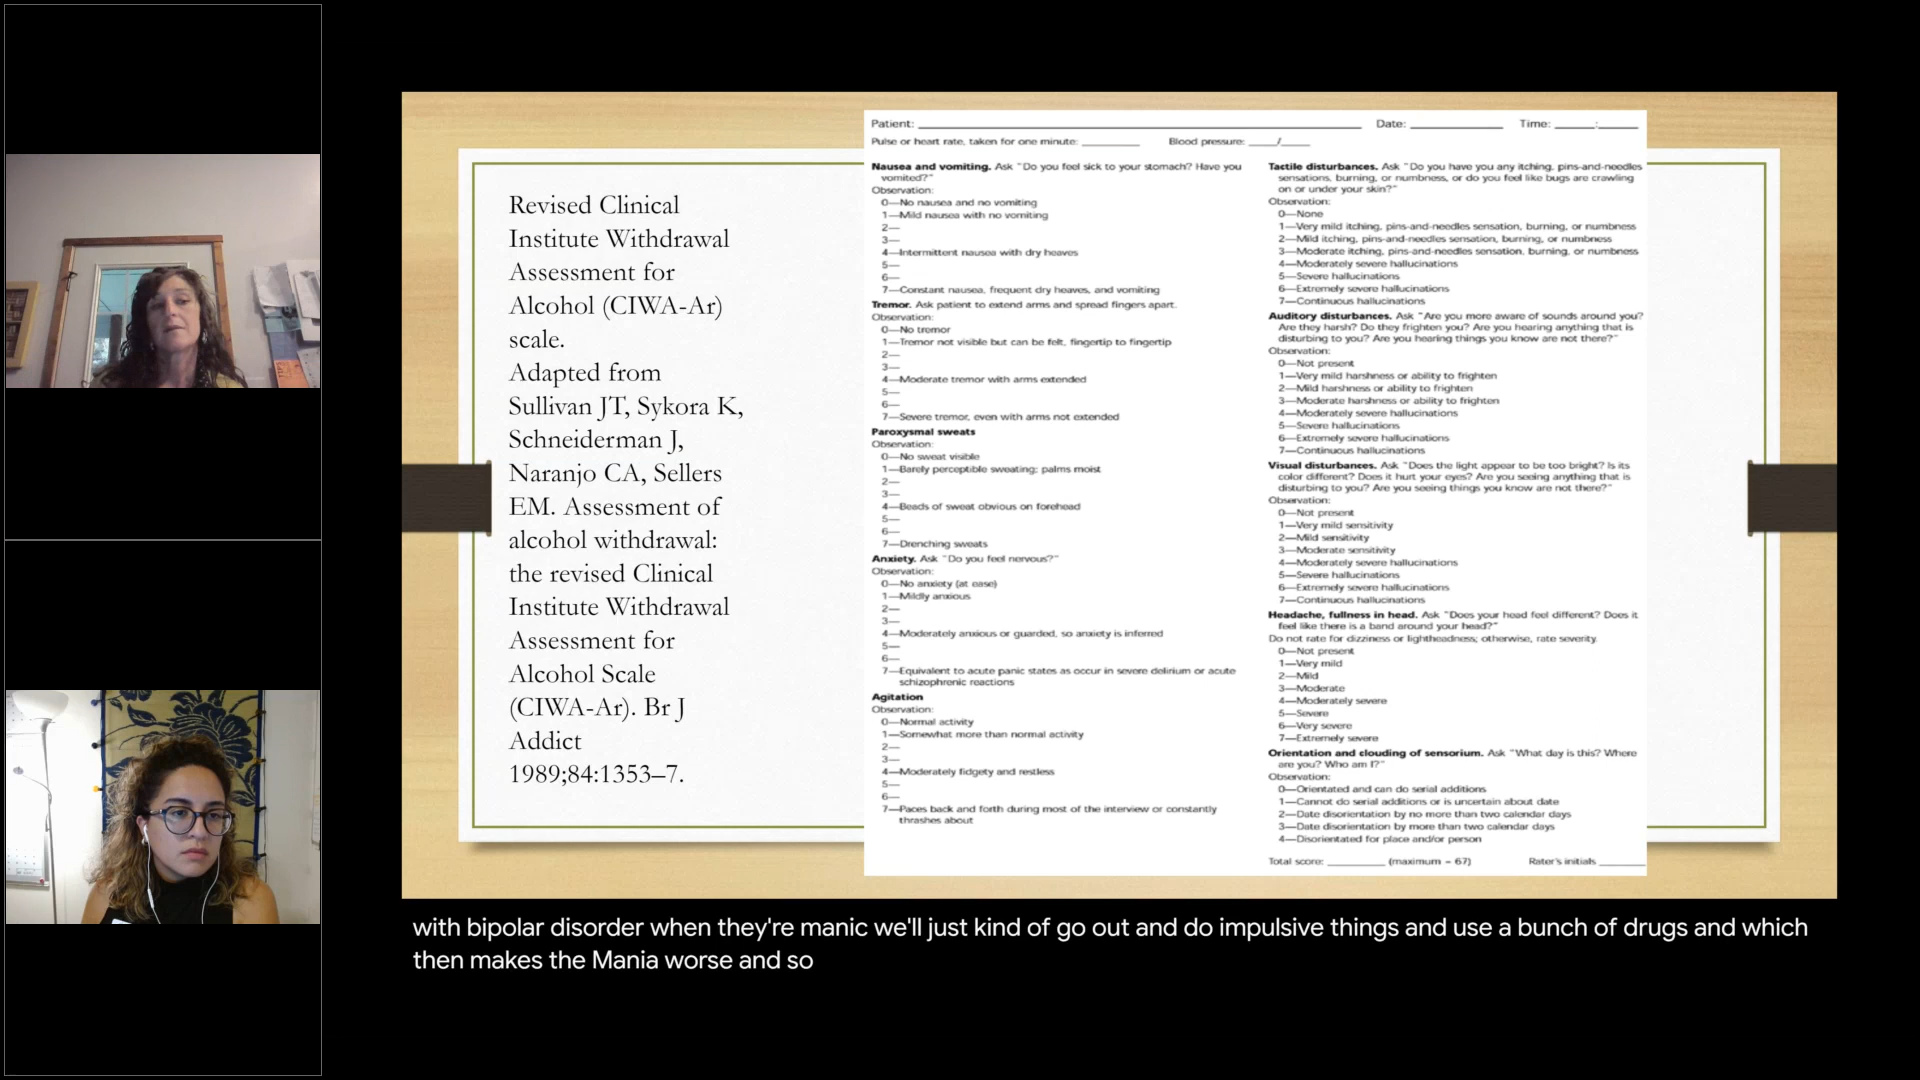 Revised Clinical
Institute Withdrawal
Assessment for
Alcohol (CIWA-Ar)
scale.
Adapted from
Sullivan JT, Sykora K,
Schneiderman J,
Naranjo CA, Sellers
EM. Assessment of
alcohol withdrawal:
the revised Clinical
Institute Withdrawal
Assessment for
Alcohol Scale
(CIWA-Ar). Br J
Addict
1989;84:1353–7.
Patient: ____ Date: ____ Time: ___:___
Pulse or heart rate, taken for one minute: ____ Blood pressure: ___/___
Nausea and vomiting. Ask "Do you feel sick to your stomach? Have you
vomited?"
Observation:
0—No nausea and no vomiting
1—Mild nausea with no vomiting
2—
3—
4—Intermittent nausea with dry heaves
5—
6—
7—Constant nausea, frequent dry heaves, and vomiting
Tremor. Ask patient to extend arms and spread fingers apart.
Observation:
0—No tremor
1—Tremor not visible but can be felt, fingertip to fingertip
2—
3—
4—Moderate tremor with arms extended
5—
6—
7—Severe tremor, even with arms not extended
Paroxysmal sweats
Observation:
0—No sweat visible
1—Barely perceptible sweating; palms moist
2—
3—
4—Beads of sweat obvious on forehead
5—
6—
7—Drenching sweats
Anxiety. Ask "Do you feel nervous?"
Observation:
0—No anxiety (at ease)
1—Mildly anxious
2—
3—
4—Moderately anxious or guarded, so anxiety is inferred
5—
6—
7—Equivalent to acute panic states as occur in severe delirium or acute
schizophrenic reactions
Agitation
Observation:
0—Normal activity
1—Somewhat more than normal activity
2—
3—
4—Moderately fidgety and restless
5—
6—
7—Paces back and forth during most of the interview or constantly
thrashes about
Tactile disturbances. Ask "Do you have you any itching, pins-and-needles
sensations, burning, or numbness, or do you feel like bugs are crawling
on or under your skin?"
Observation:
0—None
1—Very mild itching, pins-and-needles sensation, burning, or numbness
2—Mild itching, pins-and-needles sensation, burning, or numbness
3—Moderate itching, pins-and-needles sensation, burning, or numbness
4—Moderately severe hallucinations
5—Severe hallucinations
6—Extremely severe hallucinations
7—Continuous hallucinations
Auditory disturbances. Ask "Are you more aware of sounds around you?
Are they harsh? Do they frighten you? Are you hearing anything that is
disturbing to you? Are you hearing things you know are not there?"
Observation:
0—Not present
1—Very mild harshness or ability to frighten
2—Mild harshness or ability to frighten
3—Moderate harshness or ability to frighten
4—Moderately severe hallucinations
5—Severe hallucinations
6—Extremely severe hallucinations
7—Continuous hallucinations
Visual disturbances. Ask "Does the light appear to be too bright? Is its
color different? Does it hurt your eyes? Are you seeing anything that is
disturbing to you? Are you seeing things you know are not there?"
Observation:
0—Not present
1—Very mild sensitivity
2—Mild sensitivity
3—Moderate sensitivity
4—Moderately severe hallucinations
5—Severe hallucinations
6—Extremely severe hallucinations
7—Continuous hallucinations
Headache, fullness in head. Ask "Does your head feel different? Does it
feel like there is a band around your head?"
Do not rate for dizziness or lightheadness; otherwise, rate severity.
0—Not present
1—Very mild
2—Mild
3—Moderate
4—Moderately severe
5—Severe
6—Very severe
7—Extremely severe
Orientation and clouding of sensorium. Ask "What day is this? Where
are you? Who am I?"
Observation:
0—Orientated and can do serial additions
1—Cannot do serial additions or is uncertain about date
2—Date disorientation by no more than two calendar days
3—Date disorientation by more than two calendar days
4—Disorientated for place and/or person
Total score: ____ (maximum = 67) Rater's initials ____
with bipolar disorder when they're manic we'll just kind of go out and do impulsive things and use a bunch of drugs and which
then makes the Mania worse and so